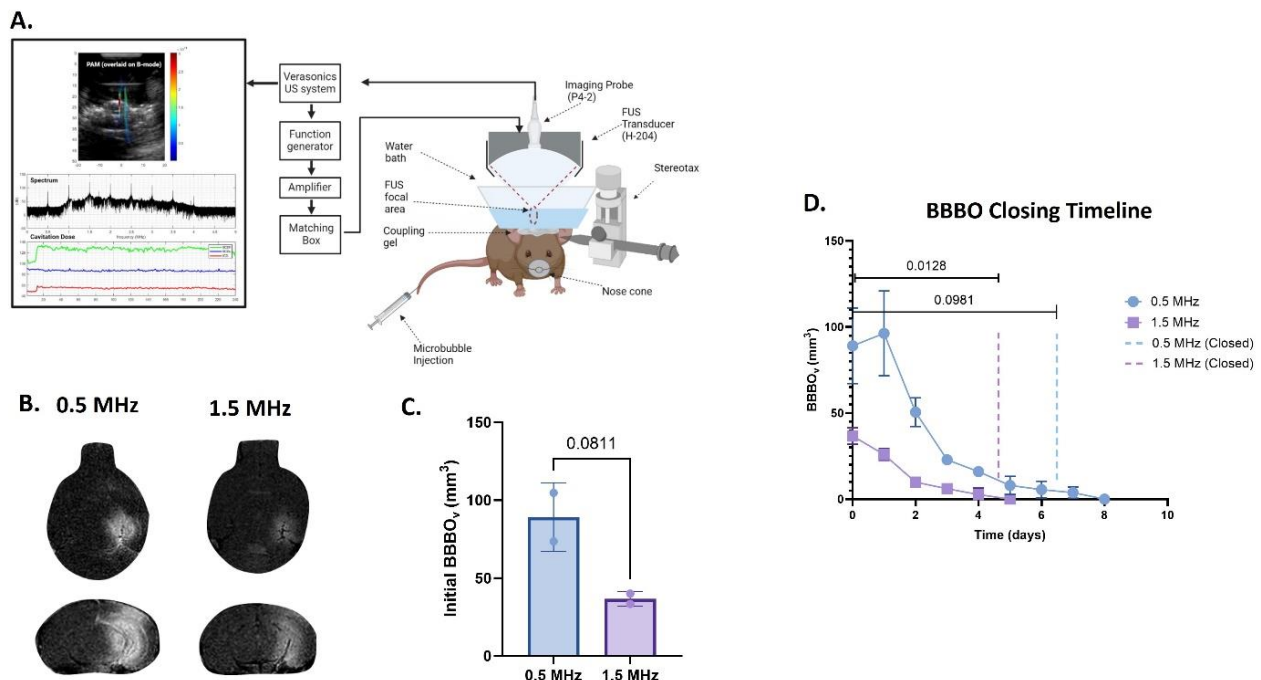 A.
PAM (overlaid on B-mode)
Spectrum
Frequency (MHz)
Cavitation Dose
Verasonics
US system
Function
generator
Amplifier
Matching
Box
Imaging Probe
(P4-2)
FUS
Transducer
(H-204)
Water
bath
Stereotax
FUS
focal
area
Coupling
gel
Nose cone
Microbubble
Injection
B. 0.5 MHz 1.5 MHz
C.
150
0.0811
100
50
0
Initial BBBOv (mm³)
0.5 MHz 1.5 MHz
D.
BBBO Closing Timeline
150
0.0128
0.0981
100
50
0
BBBOv (mm³)
0 2 4 6 8 10
Time (days)
0.5 MHz
1.5 MHz
0.5 MHz (Closed)
1.5 MHz (Closed)